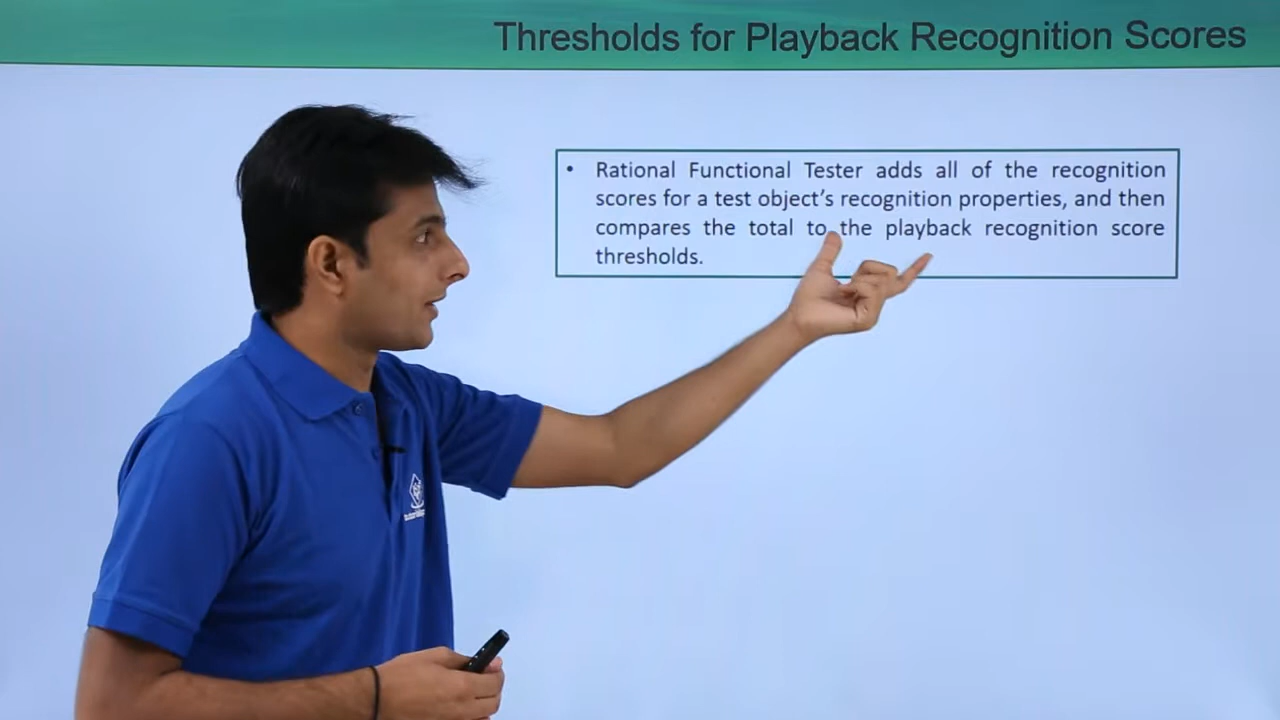 Thresholds for Playback Recognition Scores
• Rational Functional Tester adds all of the recognition
scores for a test object's recognition properties, and then
compares the total to the playback recognition score
thresholds.